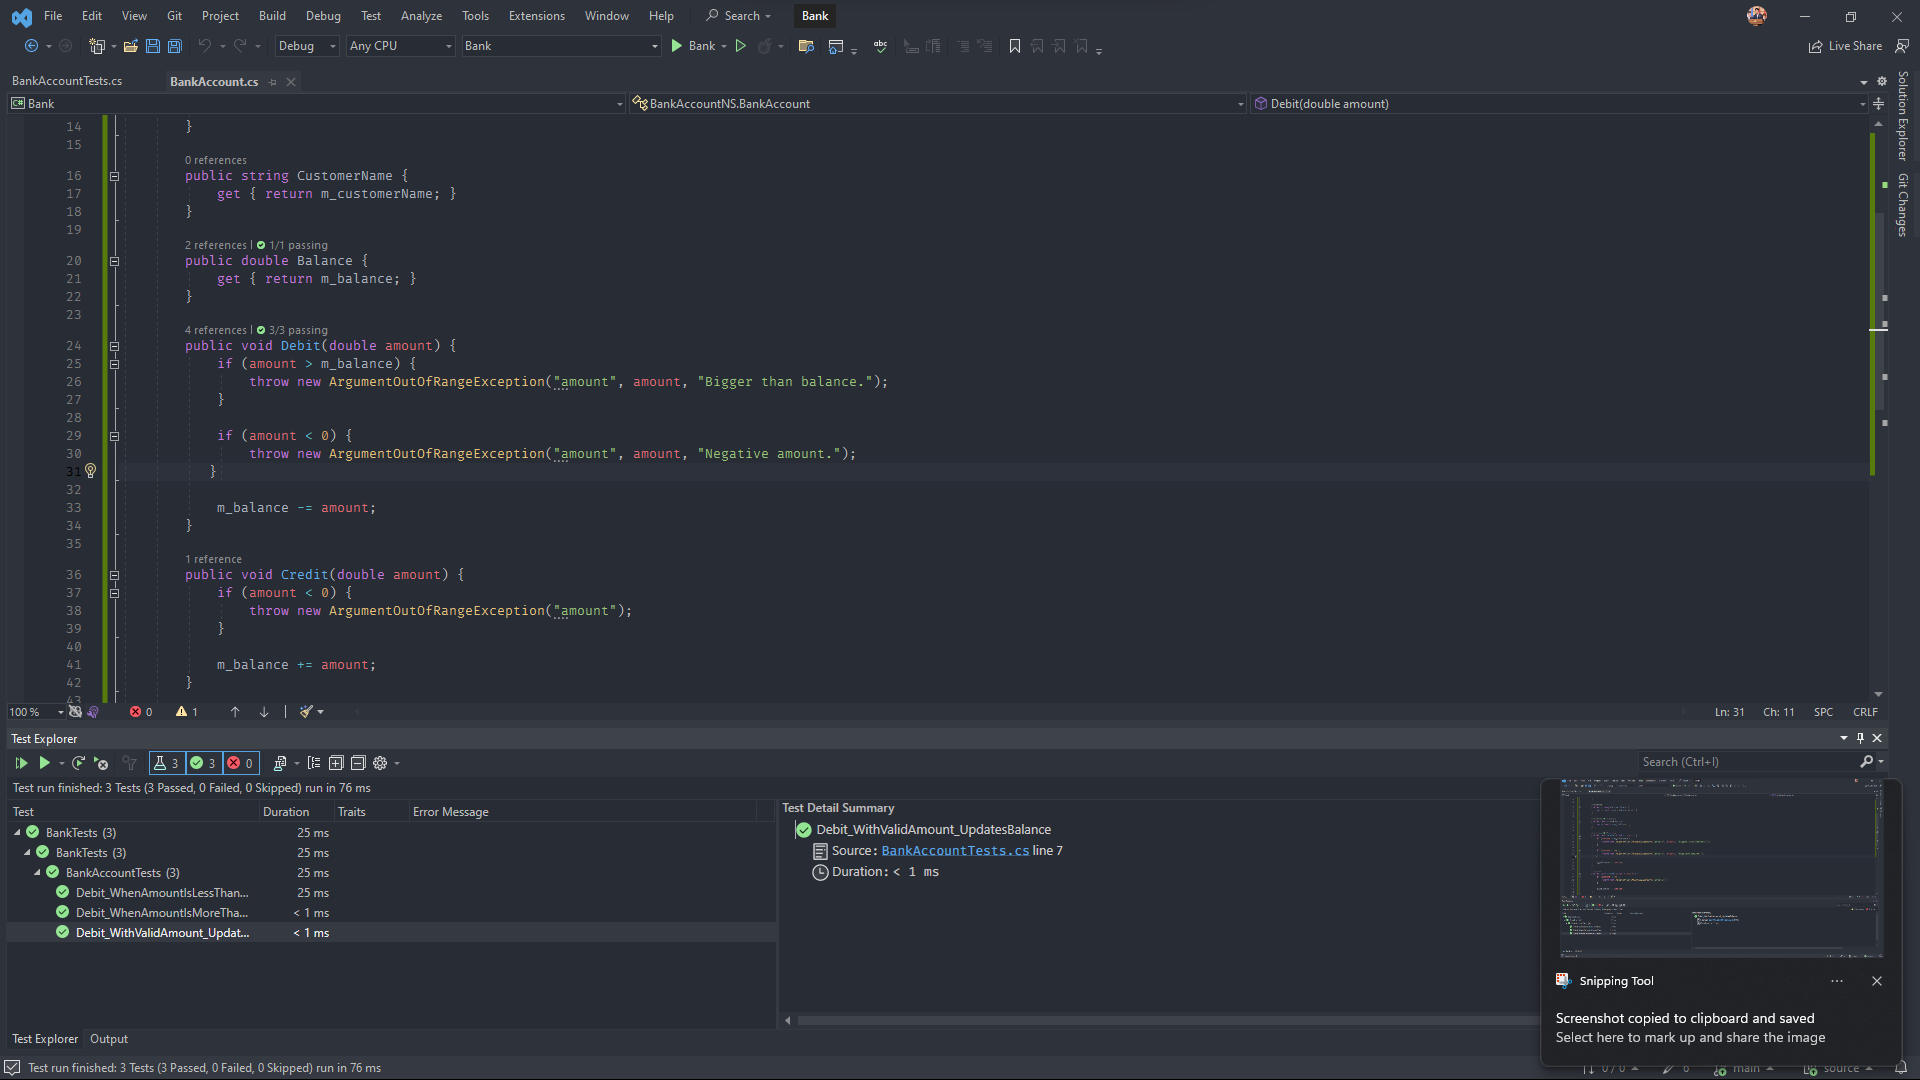 File Edit View Git Project Build Debug Test Analyze Tools Extensions Window Help Search Bank
Debug Any CPU Bank Bank Live Share
BankAccountTests.cs BankAccount.cs
Bank BankAccountNS.BankAccount Debit(double amount)
Solution Explorer
Git Changes
14 }
15
0 references
16 public string CustomerName {
17 get { return m_customerName; }
18 }
19
2 references | 1/1 passing
20 public double Balance {
21 get { return m_balance; }
22 }
23
4 references | 3/3 passing
24 public void Debit(double amount) {
25 if (amount > m_balance) {
26 throw new ArgumentOutOfRangeException("amount", amount, "Bigger than balance.");
27 }
28
29 if (amount < 0) {
30 throw new ArgumentOutOfRangeException("amount", amount, "Negative amount.");
31 }
32
33 m_balance -= amount;
34 }
35
1 reference
36 public void Credit(double amount) {
37 if (amount < 0) {
38 throw new ArgumentOutOfRangeException("amount");
39 }
40
41 m_balance += amount;
42 }
43
100 % 0 1 Ln: 31 Ch: 11 SPC CRLF
Test Explorer
3 3 0 Search (Ctrl+I)
Test run finished: 3 Tests (3 Passed, 0 Failed, 0 Skipped) run in 76 ms
Test Duration Traits Error Message
BankTests (3) 25 ms
BankTests (3) 25 ms
BankAccountTests (3) 25 ms
Debit_WhenAmountIsLessThan... 25 ms
Debit_WhenAmountIsMoreTha... < 1 ms
Debit_WithValidAmount_Updat... < 1 ms
Test Detail Summary
Debit_WithValidAmount_UpdatesBalance
Source: BankAccountTests.cs line 7
Duration: < 1 ms
Snipping Tool
Screenshot copied to clipboard and saved
Select here to mark up and share the image
Test Explorer Output
Test run finished: 3 Tests (3 Passed, 0 Failed, 0 Skipped) run in 76 ms 0 / 0 6 main source